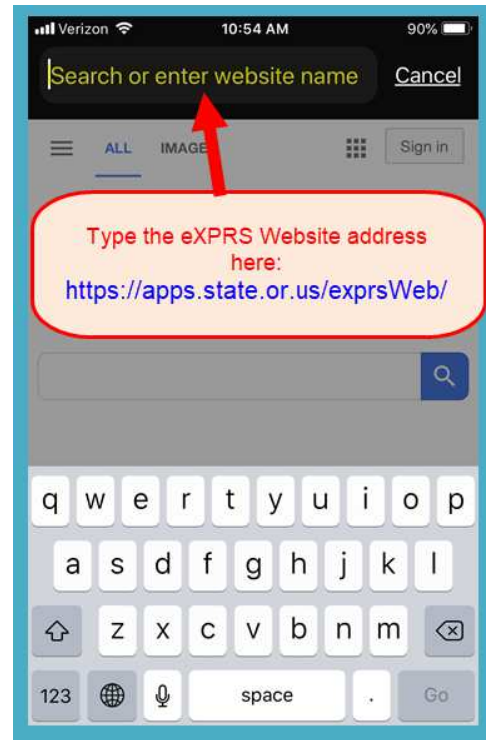 Verizon 10:54 AM 90%
Search or enter website name Cancel
ALL IMAGE Sign in
Type the eXPRS Website address
here:
https://apps.state.or.us/exprsWeb/
q w e r t y u i o p
a s d f g h j k l
z x c v b n m
123 space . Go